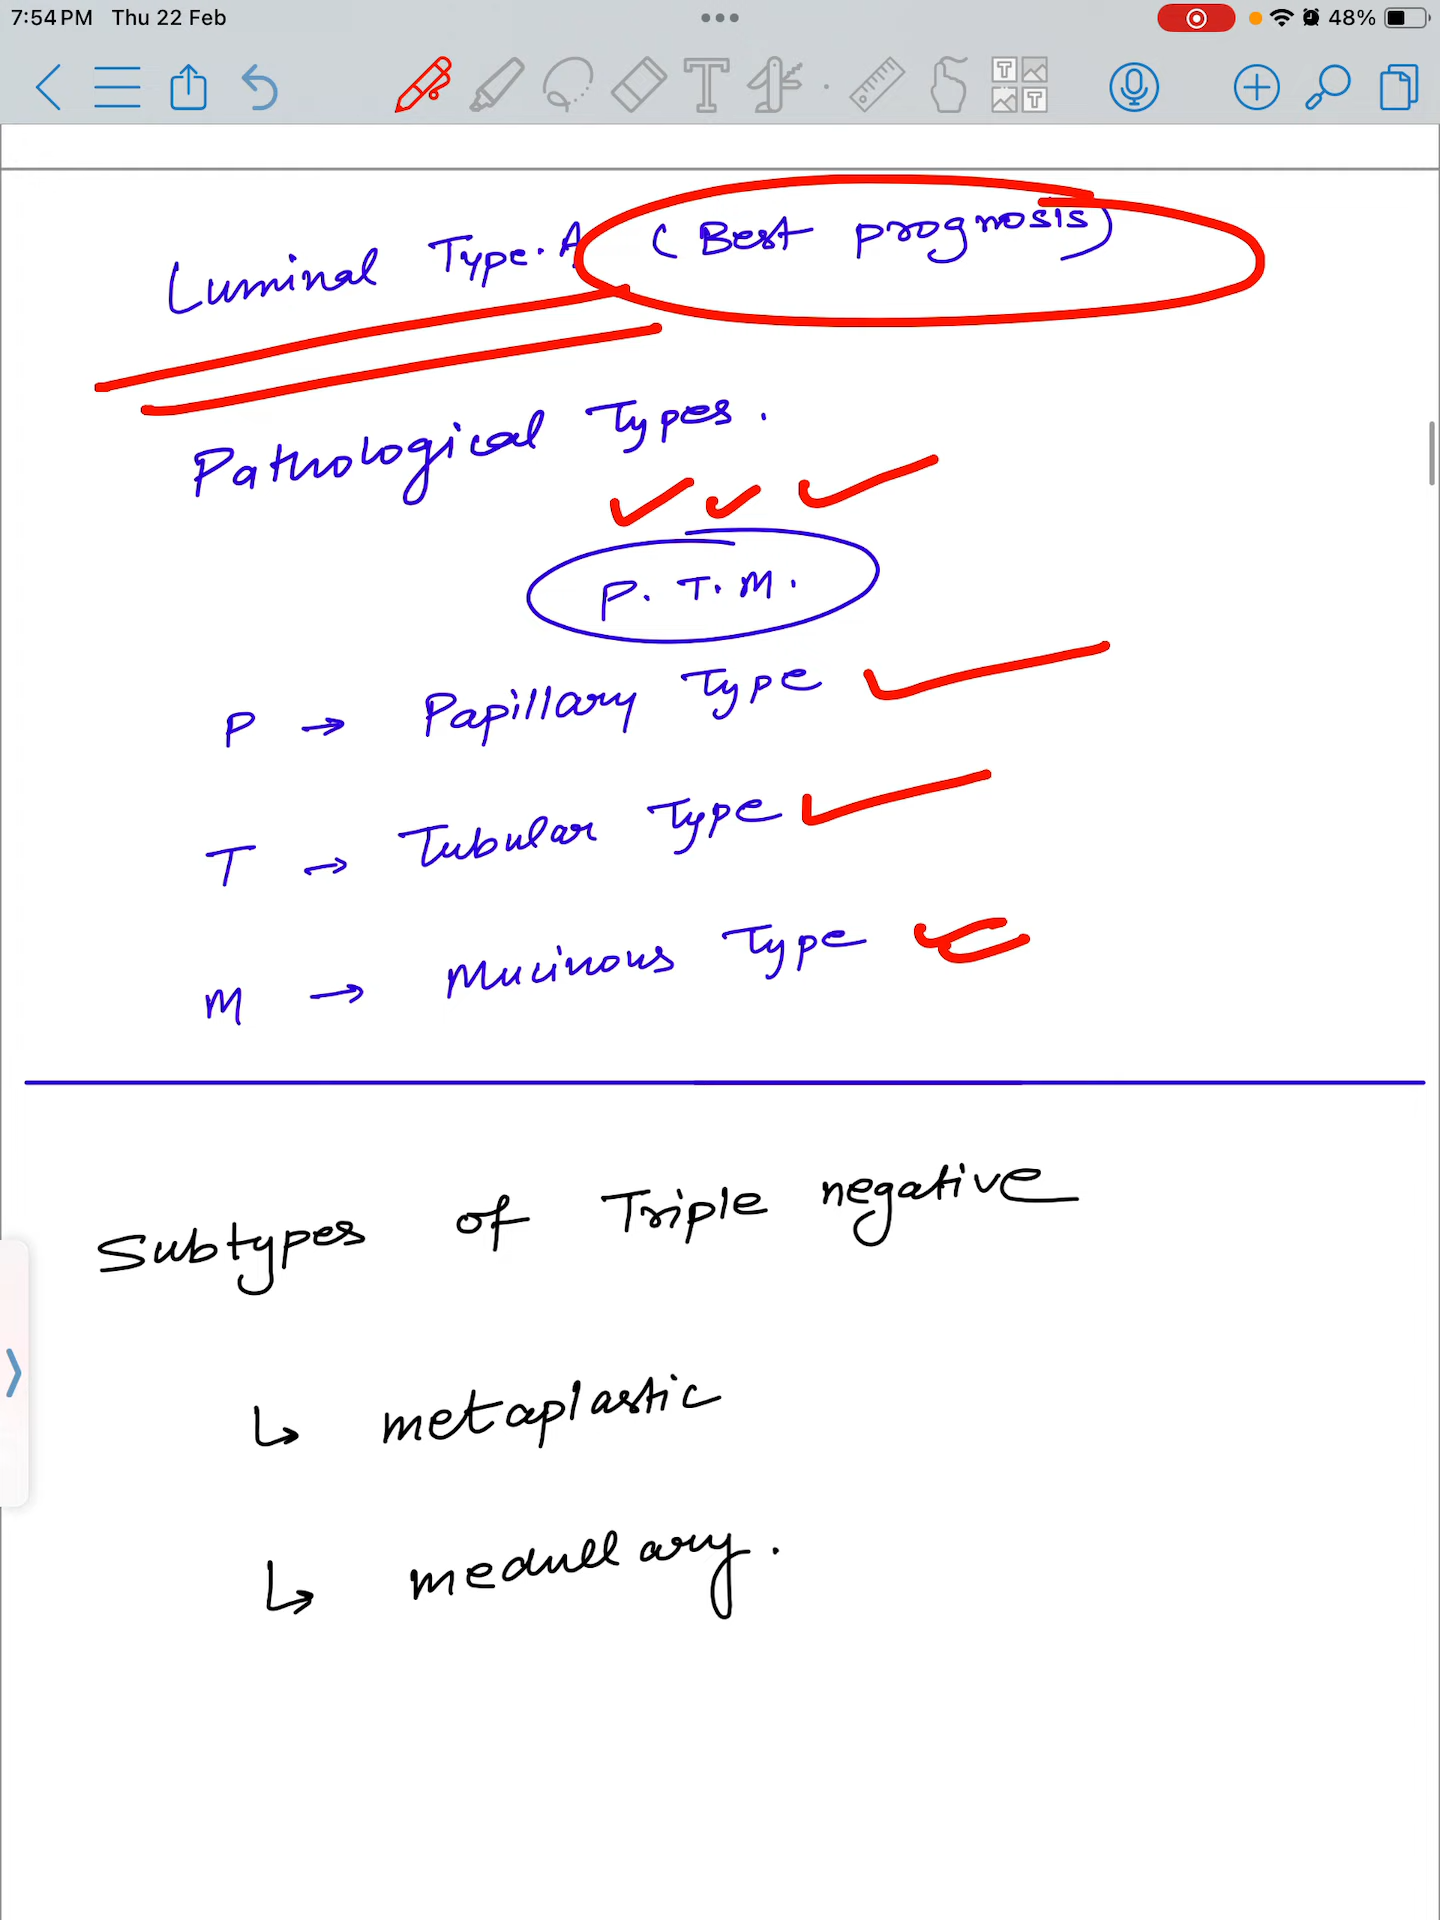 7:54 PM Thu 22 Feb
48%
Luminal Type. A (Best prognosis)
Pathological Types.
P. T. M.
P → Papillary Type
T → Tubular Type
M → Mucinous Type
Subtypes of Triple negative
↳ metaplastic
↳ medullary.